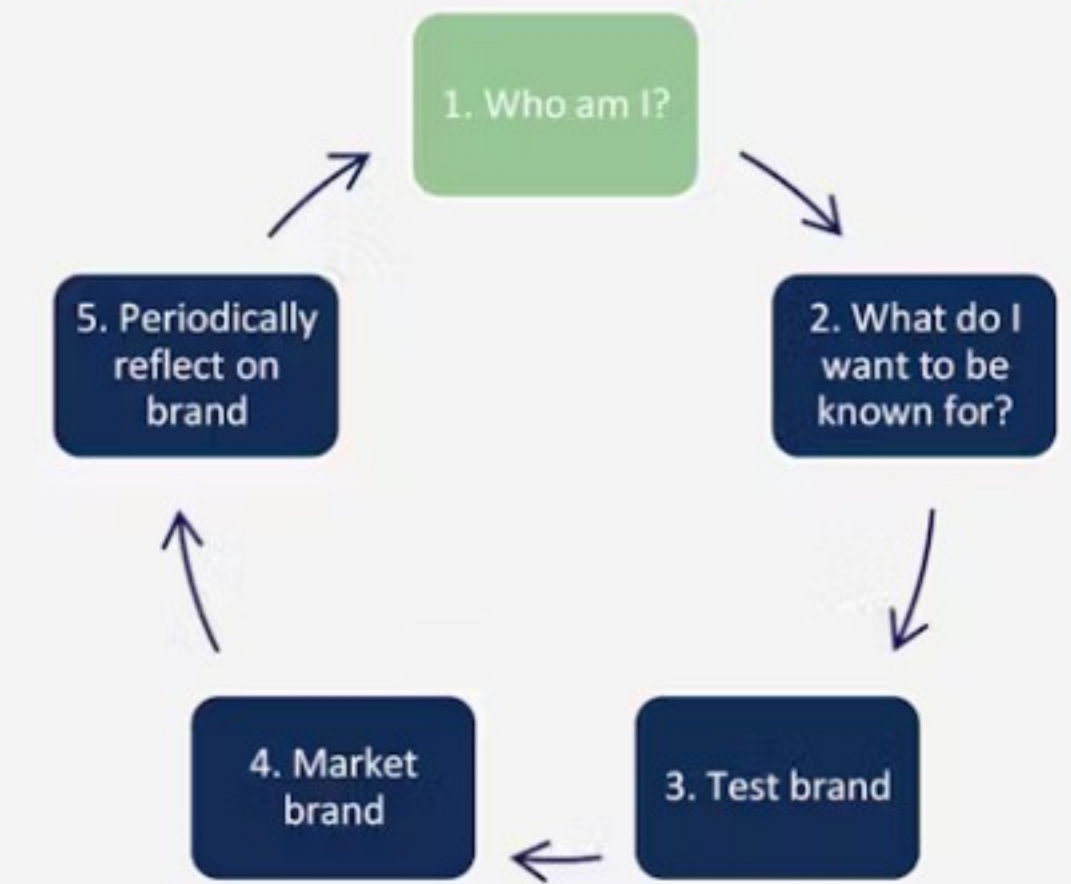 1. Who am I?
2. What do I
want to be
known for?
3. Test brand
4. Market
brand
5. Periodically
reflect on
brand